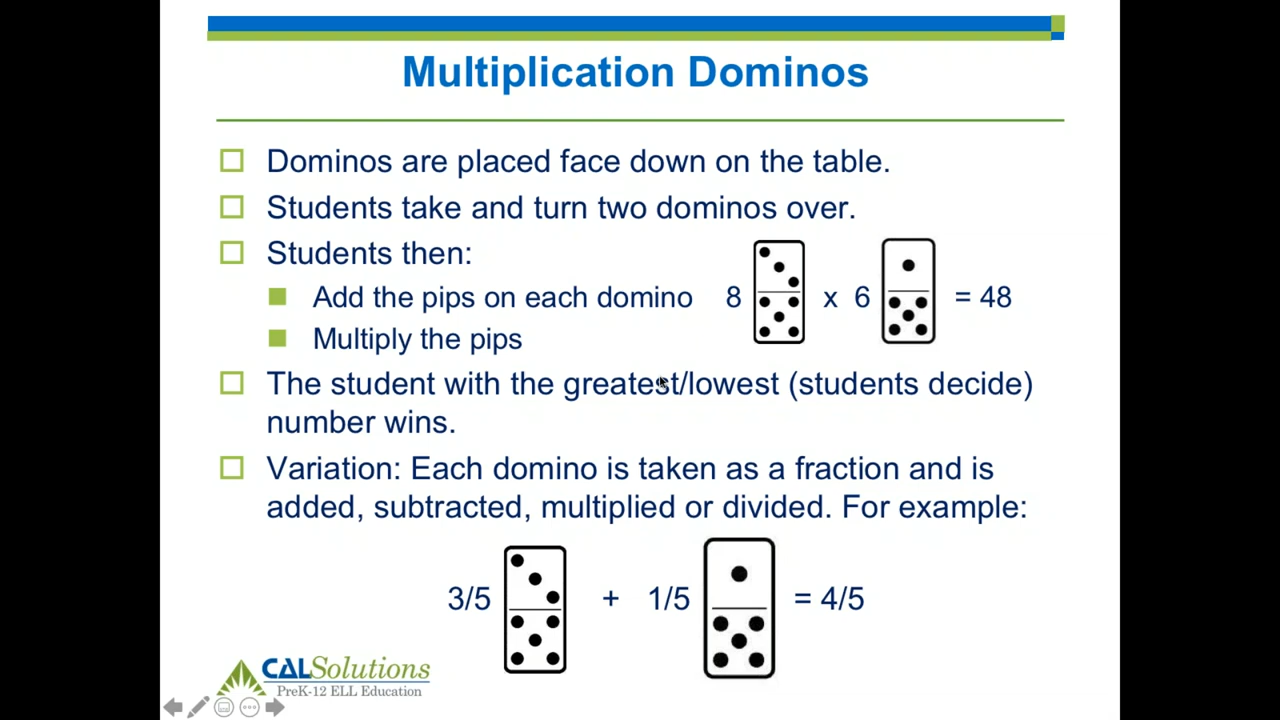 Multiplication Dominos
Dominos are placed face down on the table.
Students take and turn two dominos over.
Students then:
Add the pips on each domino 8 x 6 = 48
Multiply the pips
The student with the greatest/lowest (students decide)
number wins.
Variation: Each domino is taken as a fraction and is
added, subtracted, multiplied or divided. For example:
3/5 + 1/5 = 4/5
CALSolutions
PreK-12 ELL Education